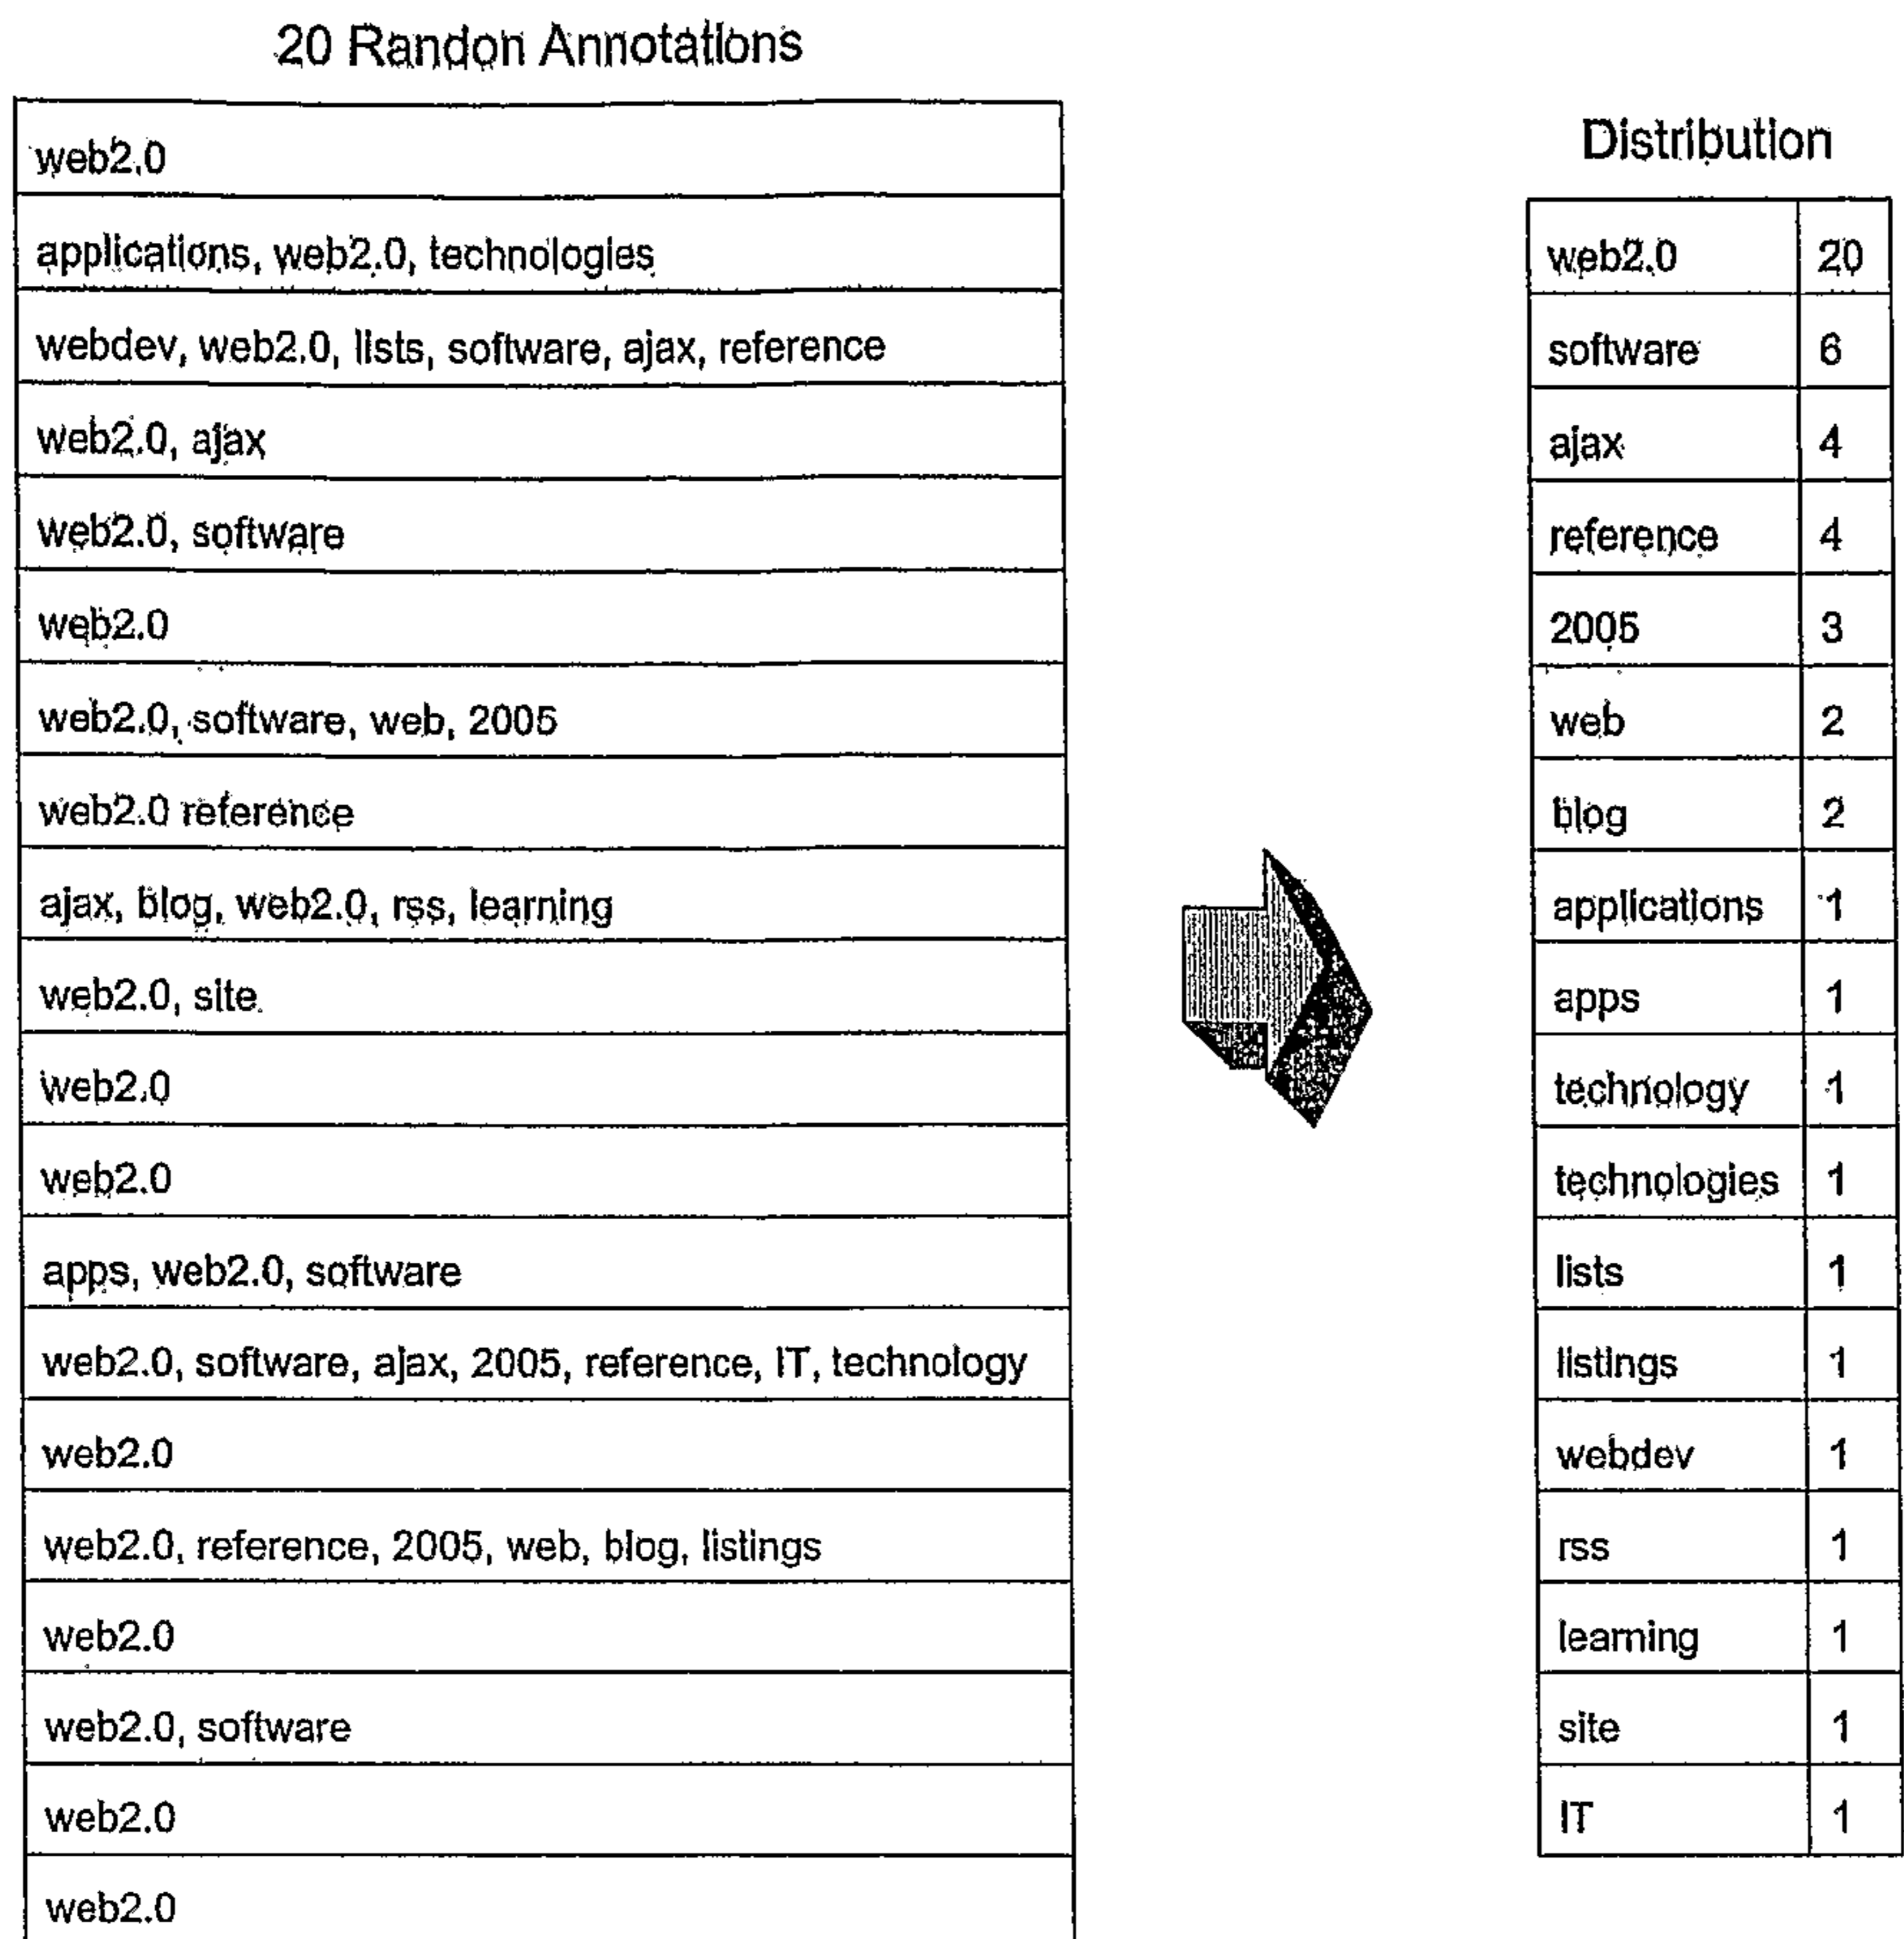 20 Randon Annotations
web2.0
applications, web2.0, technologies
webdev, web2.0, lists, software, ajax, reference
web2.0, ajax
web2.0, software
web2.0
web2.0, software, web, 2005
web2.0 reference
ajax, blog, web2.0, rss, learning
web2.0, site
web2.0
web2.0
apps, web2.0, software
web2.0, software, ajax, 2005, reference, IT, technology
web2.0
web2.0, reference, 2005, web, blog, listings
web2.0
web2.0, software
web2.0
web2.0
Distribution
web2.0 20
software 6
ajax 4
reference 4
2005 3
web 2
blog 2
applications 1
apps 1
technology 1
technologies 1
lists 1
listings 1
webdev 1
rss 1
learning 1
site 1
IT 1